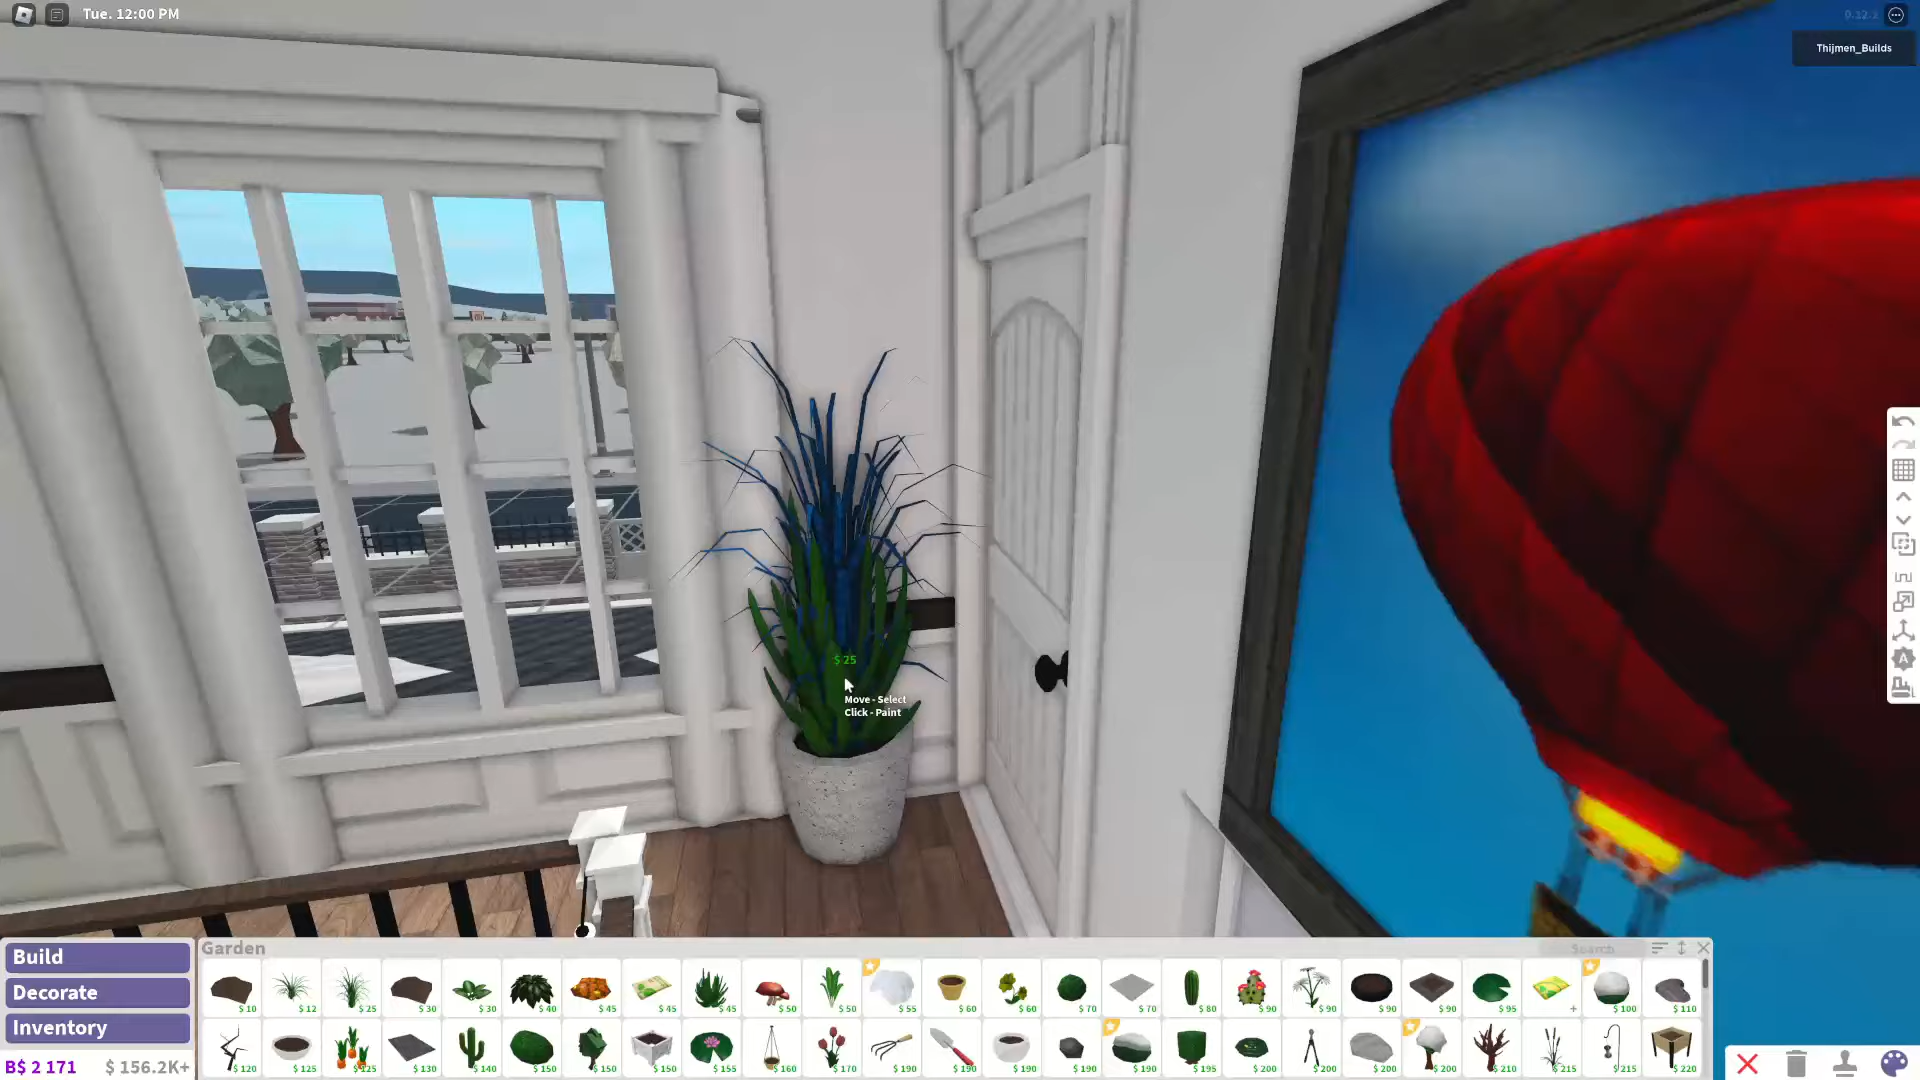 Tue. 12:00 PM
0.12.
Thijmen_Builds
$ 25
Move - Select
Click - Paint
Build
Decorate
Inventory
B$ 2 171 $ 156.2K+
Garden
Search
$ 10 $ 12 $ 25 $ 30 $ 30 $ 40 $ 45 $ 45 $ 45 $ 50 $ 50 $ 55 $ 60 $ 60 $ 70 $ 70 $ 80 $ 90 $ 90 $ 90 $ 90 $ 95 + $ 100 $ 110
$ 120 $ 125 $ 125 $ 130 $ 140 $ 150 $ 150 $ 150 $ 155 $ 160 $ 170 $ 190 $ 190 $ 190 $ 190 $ 190 $ 195 $ 200 $ 200 $ 200 $ 200 $ 210 $ 215 $ 215 $ 220